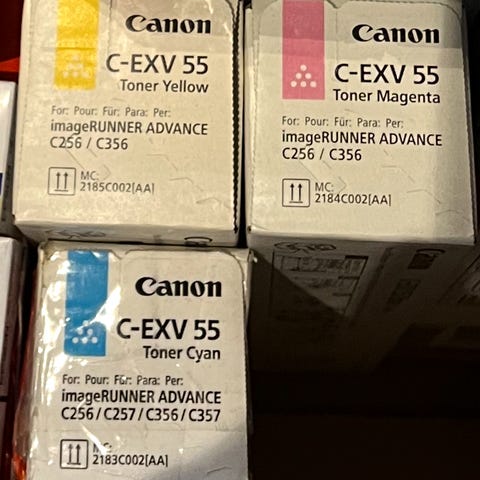 Canon
C-EXV 55
Toner Yellow
For: Pour: Für: Para: Per:
imageRUNNER ADVANCE
C256 / C356
MC:
2185C002[AA]
Canon
C-EXV 55
Toner Magenta
For: Pour: Für: Para: Per:
imageRUNNER ADVANCE
C256 / C356
MC:
2184C002[AA]
Canon
C-EXV 55
Toner Cyan
For: Pour: Für: Para: Per:
imageRUNNER ADVANCE
C256 / C257 / C356 / C357
MC:
2183C002[AA]